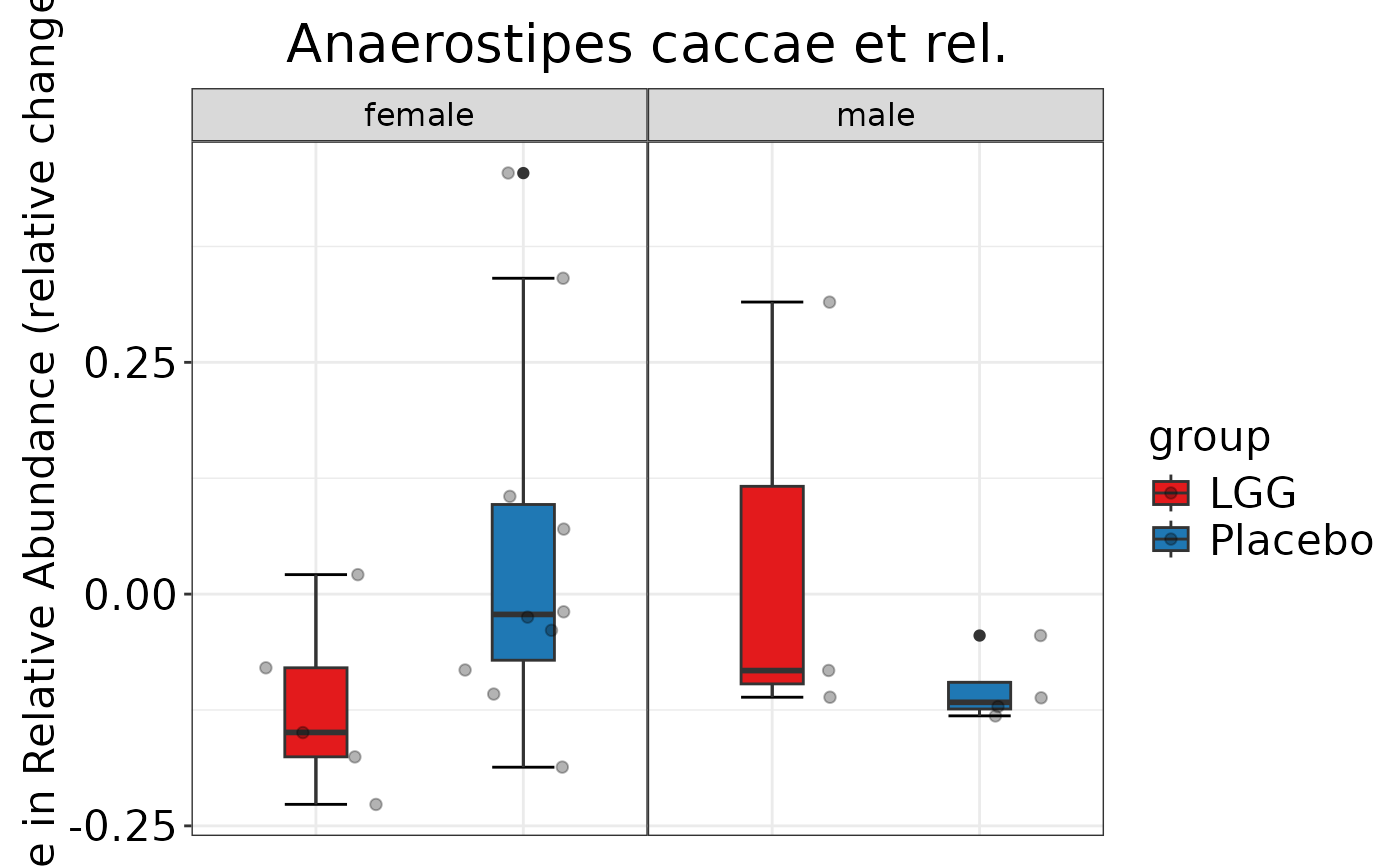 Anaerostipes caccae et rel.
female
male
e in Relative Abundance (relative change
0.25
0.00
-0.25
group
LGG
Placebo